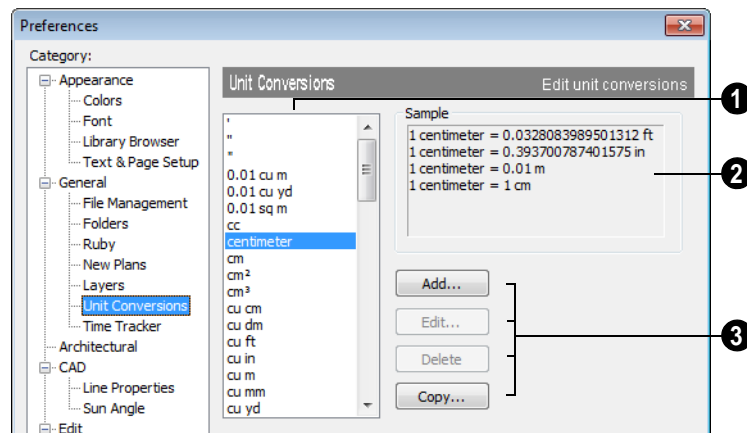 Preferences
Category:
Appearance
Colors
Font
Library Browser
Text & Page Setup
General
File Management
Folders
Ruby
New Plans
Layers
Unit Conversions
Time Tracker
Architectural
CAD
Line Properties
Sun Angle
Edit
Unit Conversions
Edit unit conversions
'
"
"
0.01 cu m
0.01 cu yd
0.01 sq m
cc
centimeter
cm
cm²
cm³
cu cm
cu dm
cu ft
cu in
cu m
cu mm
cu yd
Sample
1 centimeter = 0.0328083989501312 ft
1 centimeter = 0.393700787401575 in
1 centimeter = 0.01 m
1 centimeter = 1 cm
Add...
Edit...
Delete
Copy...
1
2
3